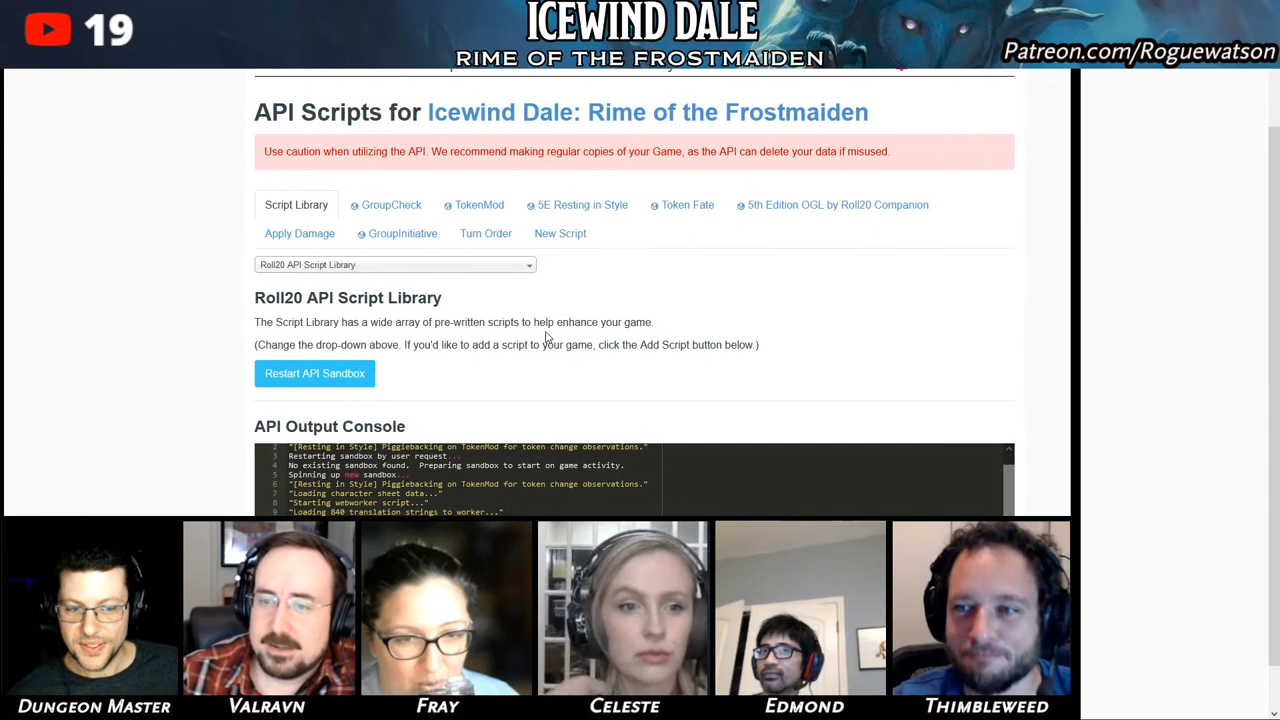 19
ICEWIND DALE
RIME OF THE FROSTMAIDEN
Patreon.com/Roguewatson
API Scripts for Icewind Dale: Rime of the Frostmaiden
Use caution when utilizing the API. We recommend making regular copies of your Game, as the API can delete your data if misused.
Script Library GroupCheck TokenMod 5E Resting in Style Token Fate 5th Edition OGL by Roll20 Companion
Apply Damage GroupInitiative Turn Order New Script
Roll20 API Script Library
Roll20 API Script Library
The Script Library has a wide array of pre-written scripts to help enhance your game.
(Change the drop-down above. If you'd like to add a script to your game, click the Add Script button below.)
Restart API Sandbox
API Output Console
2 "[Resting in Style] Piggiebacking on TokenMod for token change observations."
3 Restarting sandbox by user request...
4 No existing sandbox found. Preparing sandbox to start on game activity.
5 Spinning up new sandbox...
6 "[Resting in Style] Piggiebacking on TokenMod for token change observations."
7 "Loading character sheet data..."
8 "Starting webworker script..."
9 "Loading 840 translation strings to worker..."
DUNGEON MASTER VALRAVN FRAY CELESTE EDMOND THIMBLEWEED